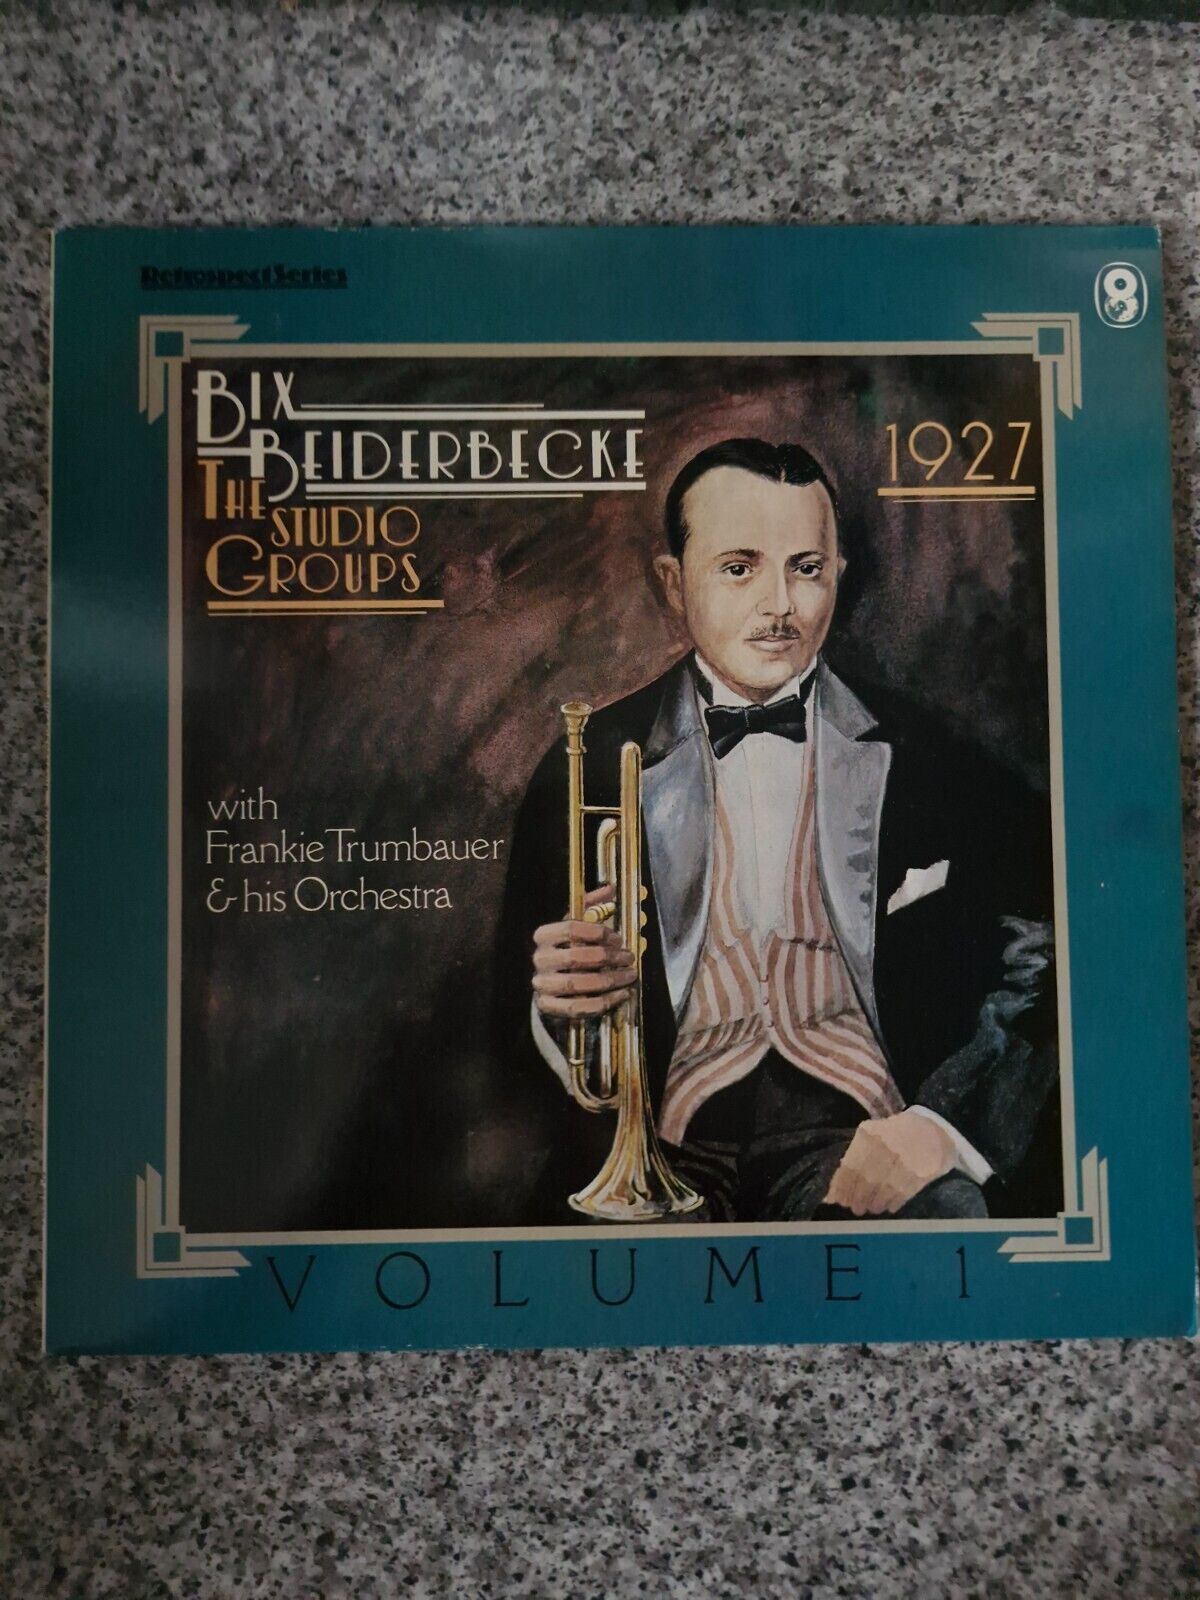 Retrospect Series
BIX
BEIDERBECKE
THE
STUDIO
GROUPS
1927
with
Frankie Trumbauer
& his Orchestra
VOLUME 1